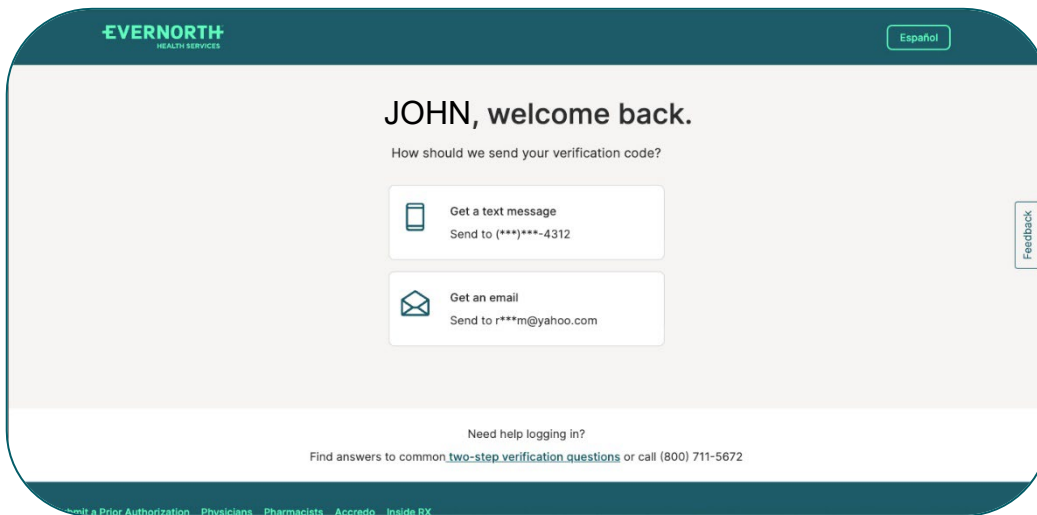 EVERNORTH
HEALTH SERVICES
Español
JOHN, welcome back.
How should we send your verification code?
Get a text message
Send to (***)***-4312
Feedback
Get an email
Send to r***m@yahoo.com
Need help logging in?
Find answers to common two-step verification questions or call (800) 711-5672
a Prior Authorization Physicians Pharmacists Accredo Inside RX